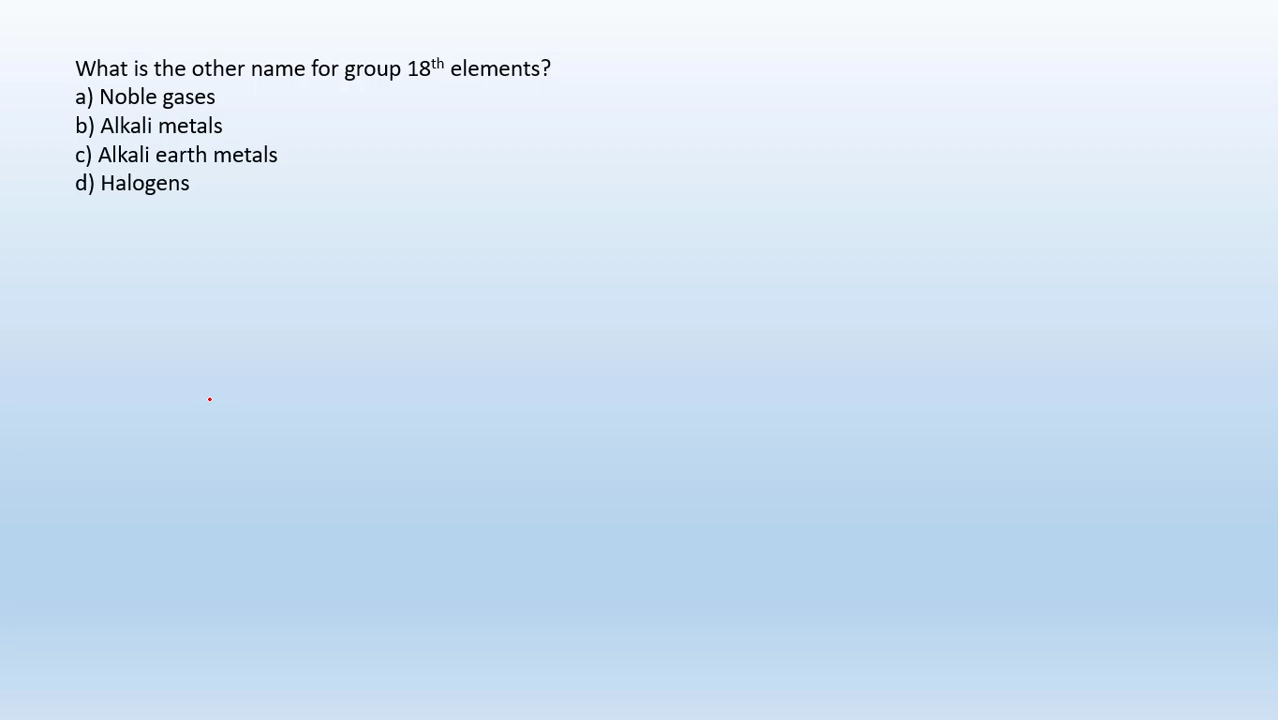 What is the other name for group 18th elements?
a) Noble gases
b) Alkali metals
c) Alkali earth metals
d) Halogens